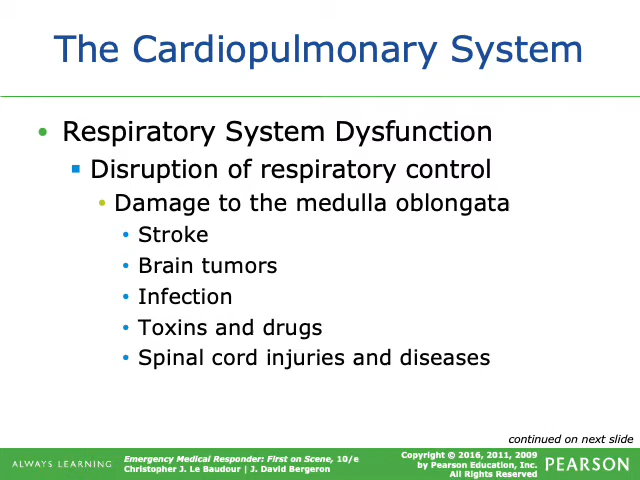 The Cardiopulmonary System
• Respiratory System Dysfunction
▪ Disruption of respiratory control
• Damage to the medulla oblongata
• Stroke
• Brain tumors
• Infection
• Toxins and drugs
• Spinal cord injuries and diseases
continued on next slide
ALWAYS LEARNING
Emergency Medical Responder: First on Scene, 10/e
Christopher J. Le Baudour | J. David Bergeron
Copyright © 2016, 2011, 2009
by Pearson Education, Inc.
All Rights Reserved
PEARSON